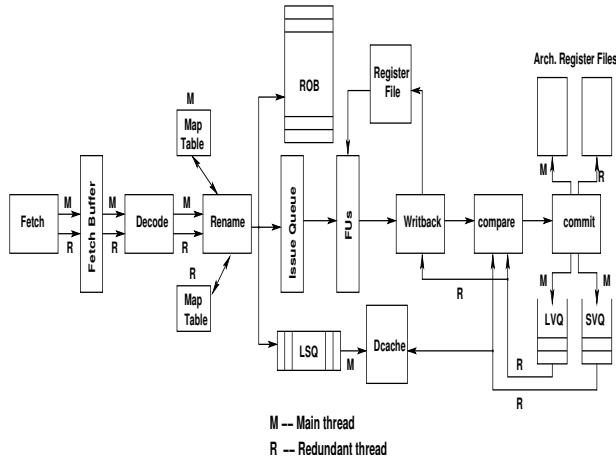 Arch. Register Files
ROB
Register
File
M
Map
Table
M
R
Fetch
M
R
Fetch Buffer
M
R
Decode
M
R
Rename
Issue Queue
FUs
Writback
compare
commit
R
Map
Table
R
M
M
LVQ
SVQ
LSQ
M
Dcache
R
R
M -- Main thread
R -- Redundant thread